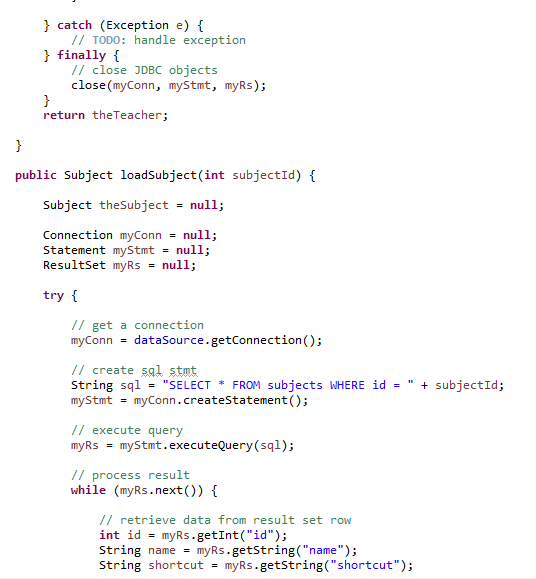 } catch (Exception e) {
// TODO: handle exception
} finally {
// close JDBC objects
close(myConn, myStmt, myRs);
}
return theTeacher;
}
public Subject loadSubject(int subjectId) {
Subject theSubject = null;
Connection myConn = null;
Statement myStmt = null;
ResultSet myRs = null;
try {
// get a connection
myConn = dataSource.getConnection();
// create sql stmt
String sql = "SELECT * FROM subjects WHERE id = " + subjectId;
myStmt = myConn.createStatement();
// execute query
myRs = myStmt.executeQuery(sql);
// process result
while (myRs.next()) {
// retrieve data from result set row
int id = myRs.getInt("id");
String name = myRs.getString("name");
String shortcut = myRs.getString("shortcut");